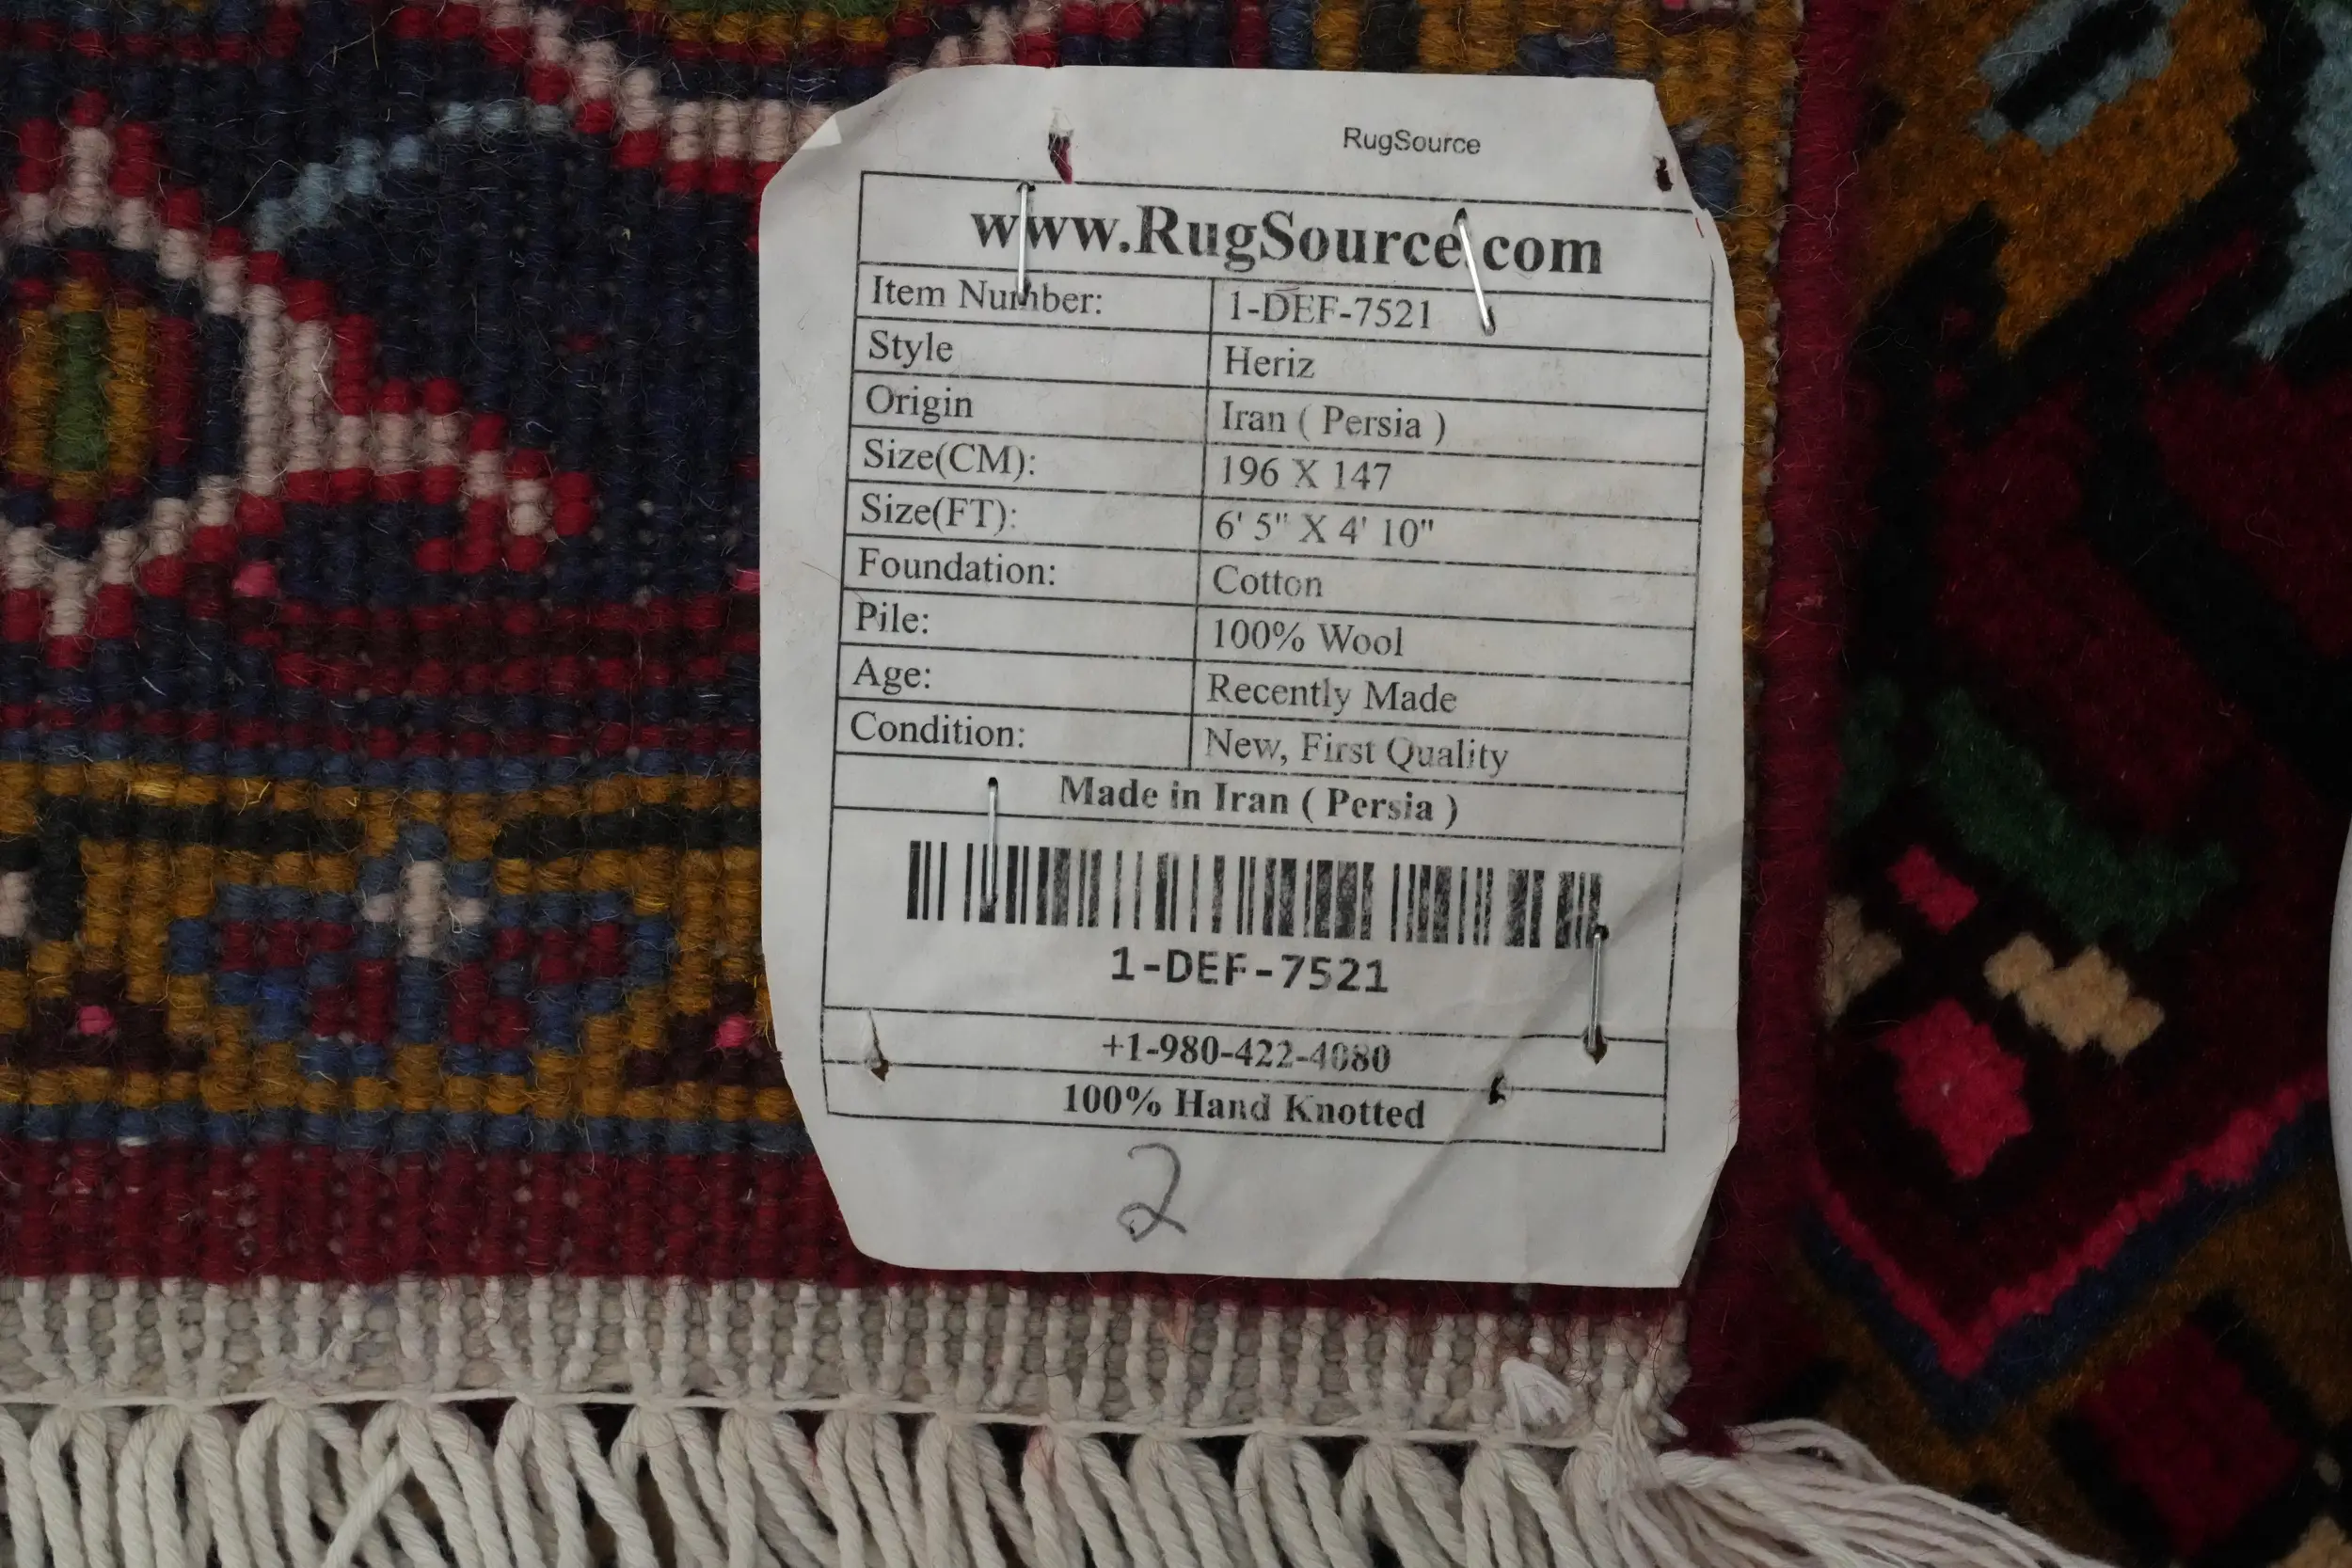 RugSource
www.RugSource.com
Item Number: 1-DEF-7521
Style Heriz
Origin Iran ( Persia )
Size(CM): 196 X 147
Size(FT): 6' 5" X 4' 10"
Foundation: Cotton
Pile: 100% Wool
Age: Recently Made
Condition: New, First Quality
Made in Iran ( Persia )
1-DEF-7521
+1-980-422-4080
100% Hand Knotted
2